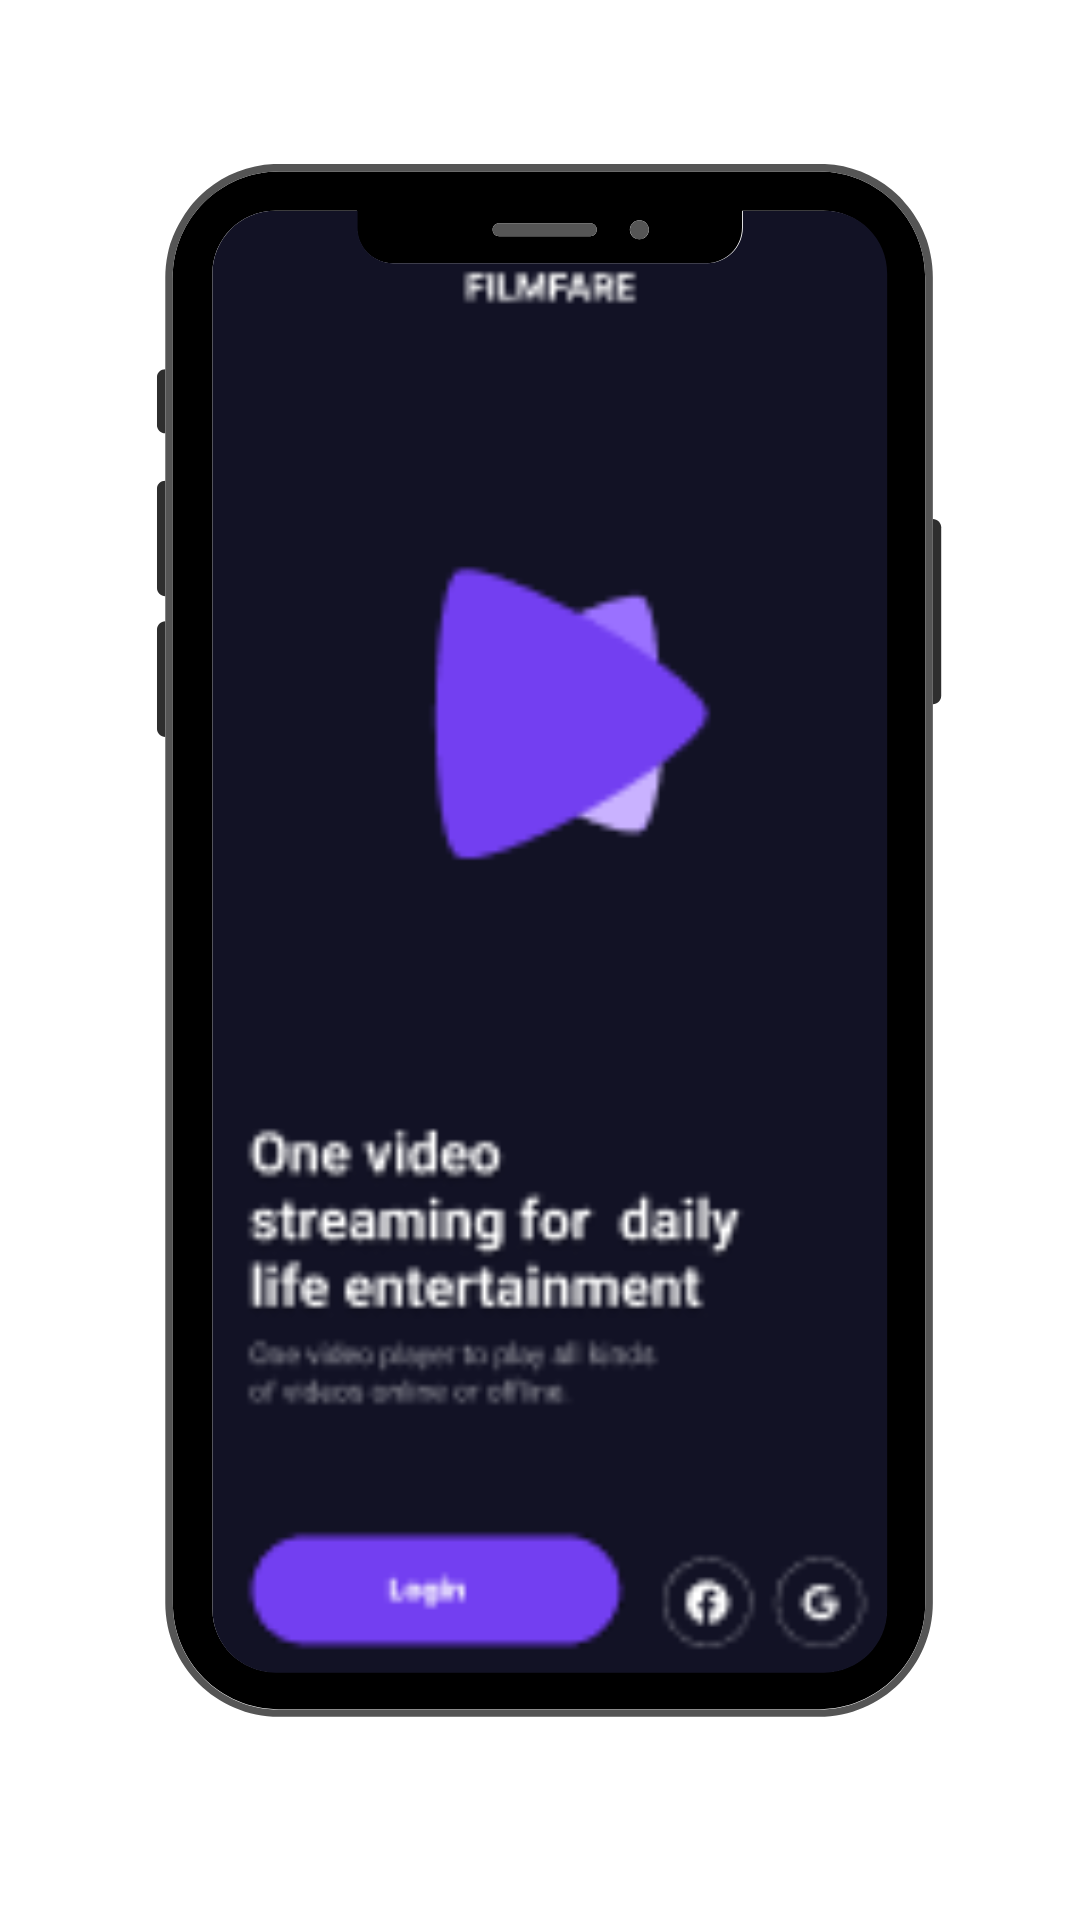 FILMFARE
One video
streaming for daily
life entertainment
One video player to play all kinds
of videos online or offline.
Login